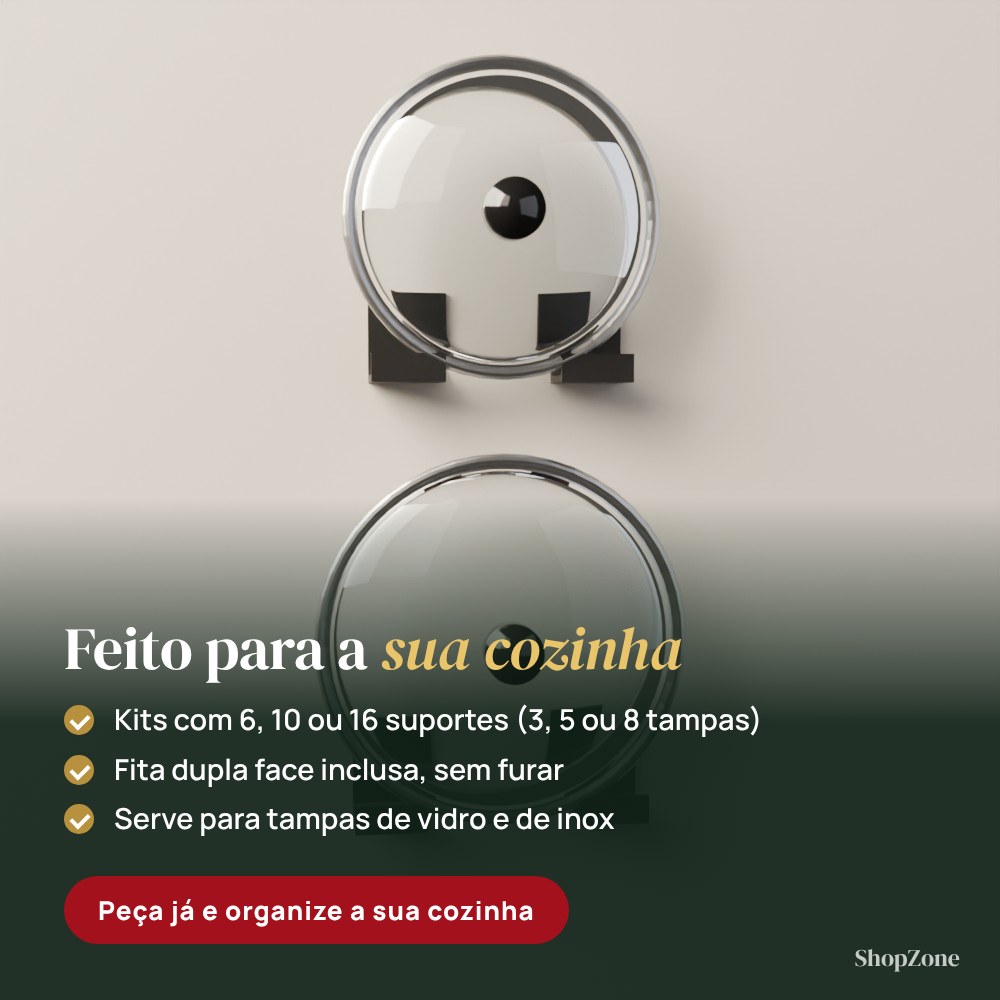 Feito para a sua cozinha
Kits com 6, 10 ou 16 suportes (3, 5 ou 8 tampas)
Fita dupla face inclusa, sem furar
Serve para tampas de vidro e de inox
Peça já e organize a sua cozinha
ShopZone